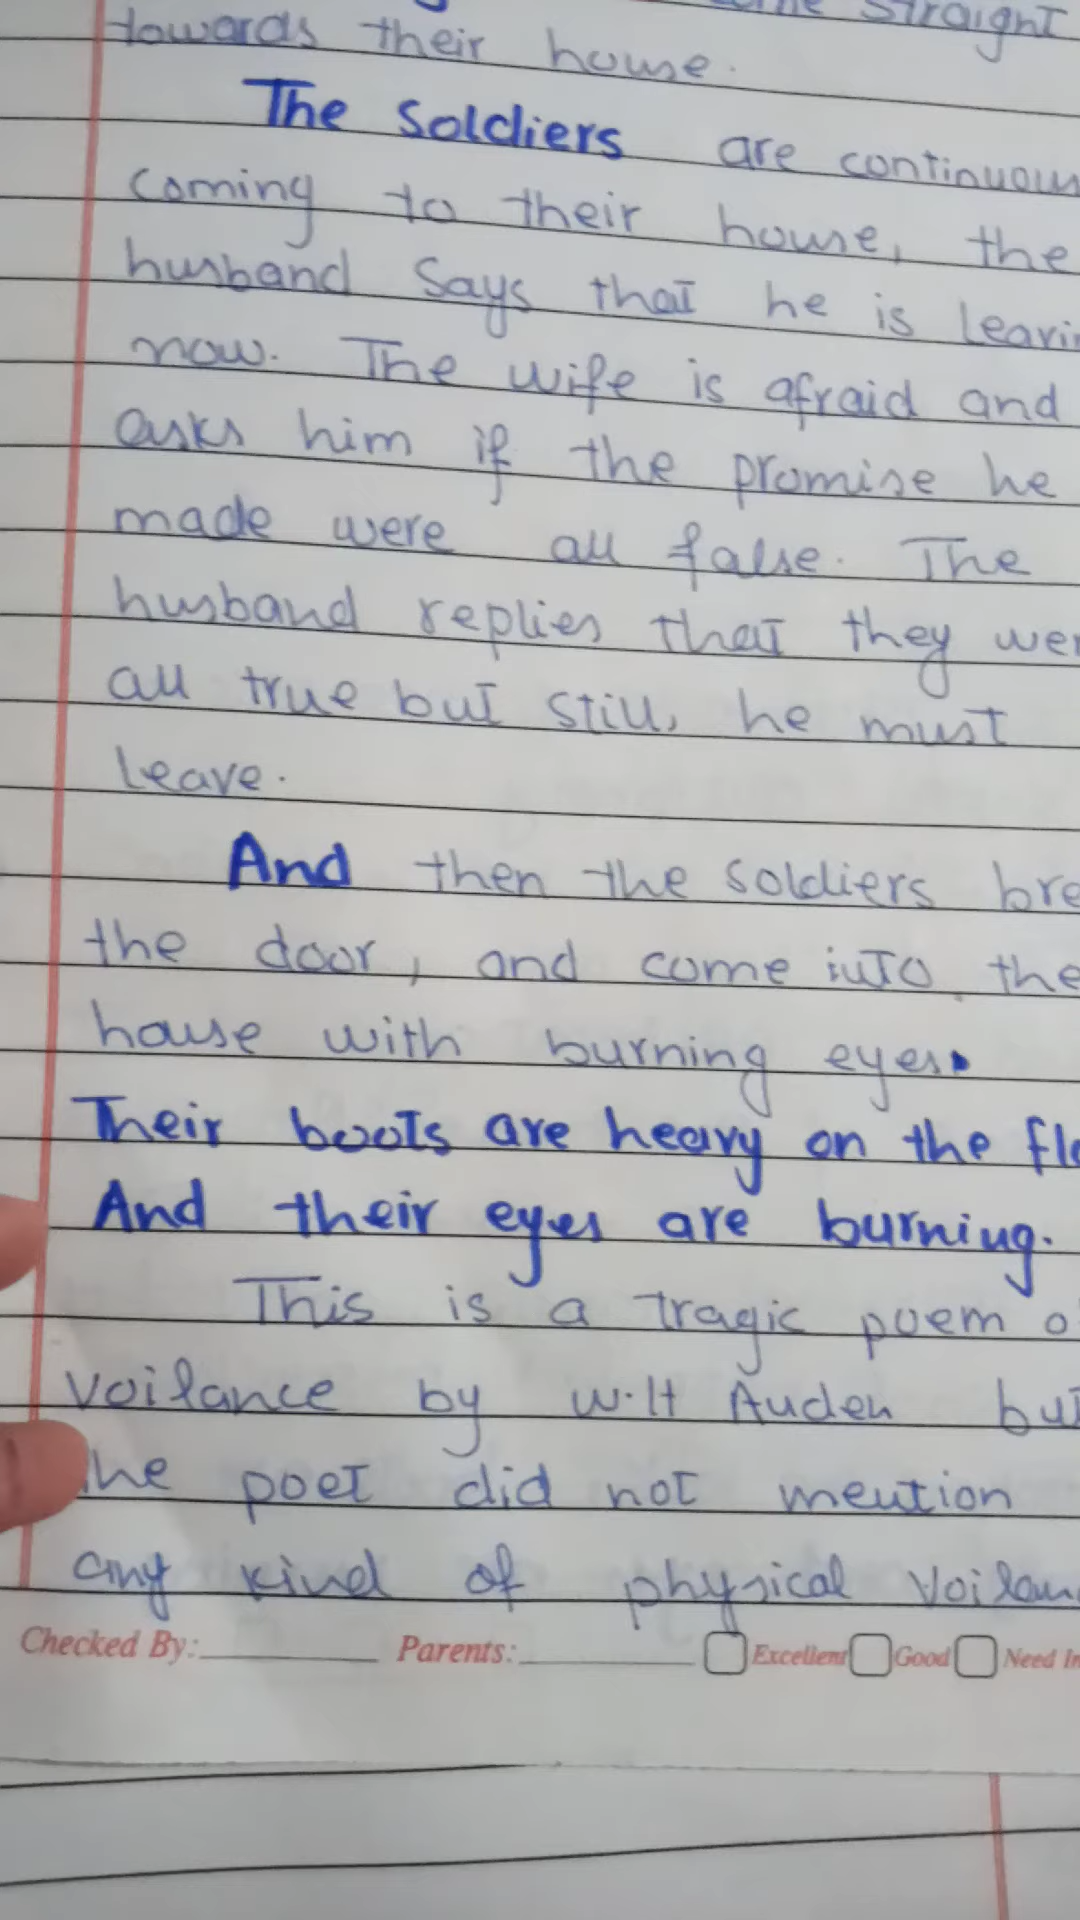 straight
towards their house.
The Soldiers are continuous
coming to their house, the
husband Says that he is leavi
now. The wife is afraid and
asks him if the promise he
made were all false. The
husband replies that they wer
all true but still, he must
leave.
And then the soldiers bre
the door, and come into the
house with burning eyes.
Their boots are heavy on the flo
And their eyes are burning.
This is a tragic poem o
voilance by W.H Auden but
the poet did not mention
any kind of physical voilan
Checked By: Parents: Excellent Good Need In